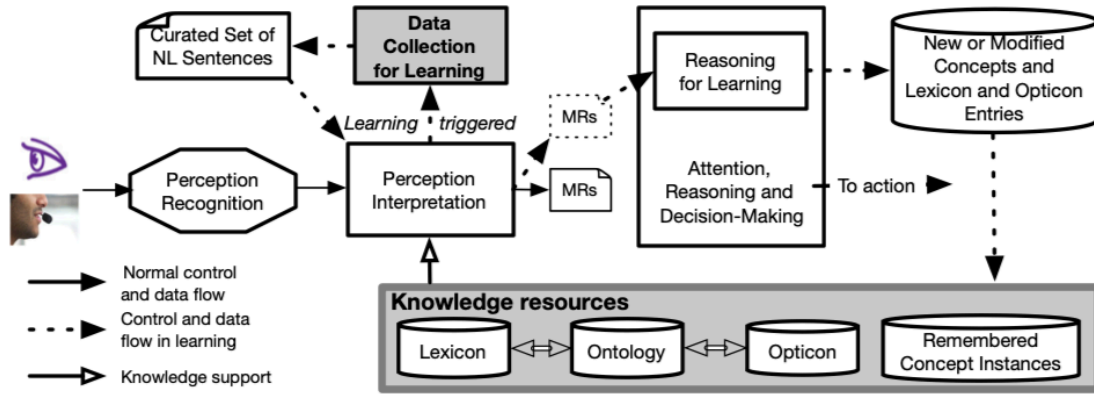 Curated Set of
NL Sentences
Data
Collection
for Learning
Reasoning
for Learning
New or Modified
Concepts and
Lexicon and Opticon
Entries
Learning triggered
MRs
Perception
Recognition
Perception
Interpretation
MRs
Attention,
Reasoning and
Decision-Making
To action
Normal control
and data flow
Control and data
flow in learning
Knowledge support
Knowledge resources
Lexicon
Ontology
Opticon
Remembered
Concept Instances